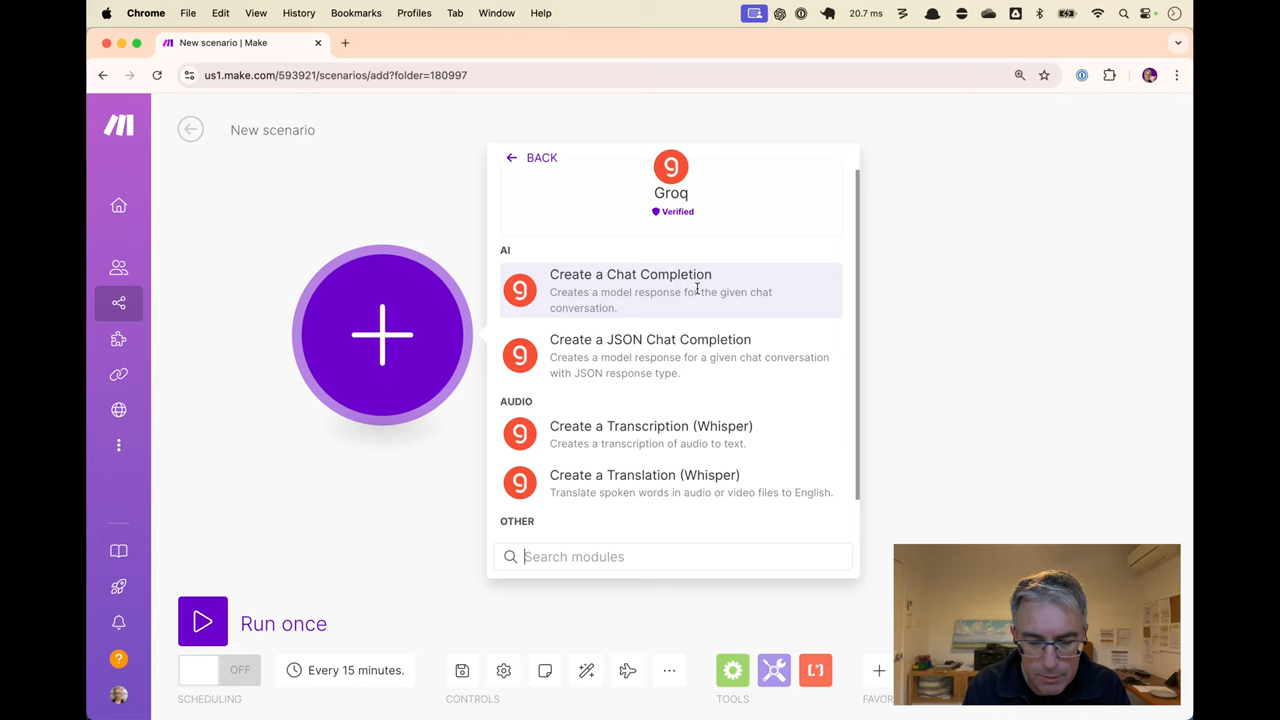 Chrome File Edit View History Bookmarks Profiles Tab Window Help 20.7 ms
New scenario | Make
us1.make.com/593921/scenarios/add?folder=180997
New scenario
BACK
Groq
Verified
AI
Create a Chat Completion
Creates a model response for the given chat
conversation.
Create a JSON Chat Completion
Creates a model response for a given chat conversation
with JSON response type.
AUDIO
Create a Transcription (Whisper)
Creates a transcription of audio to text.
Create a Translation (Whisper)
Translate spoken words in audio or video files to English.
OTHER
Search modules
Run once
OFF Every 15 minutes.
SCHEDULING CONTROLS TOOLS FAVOR